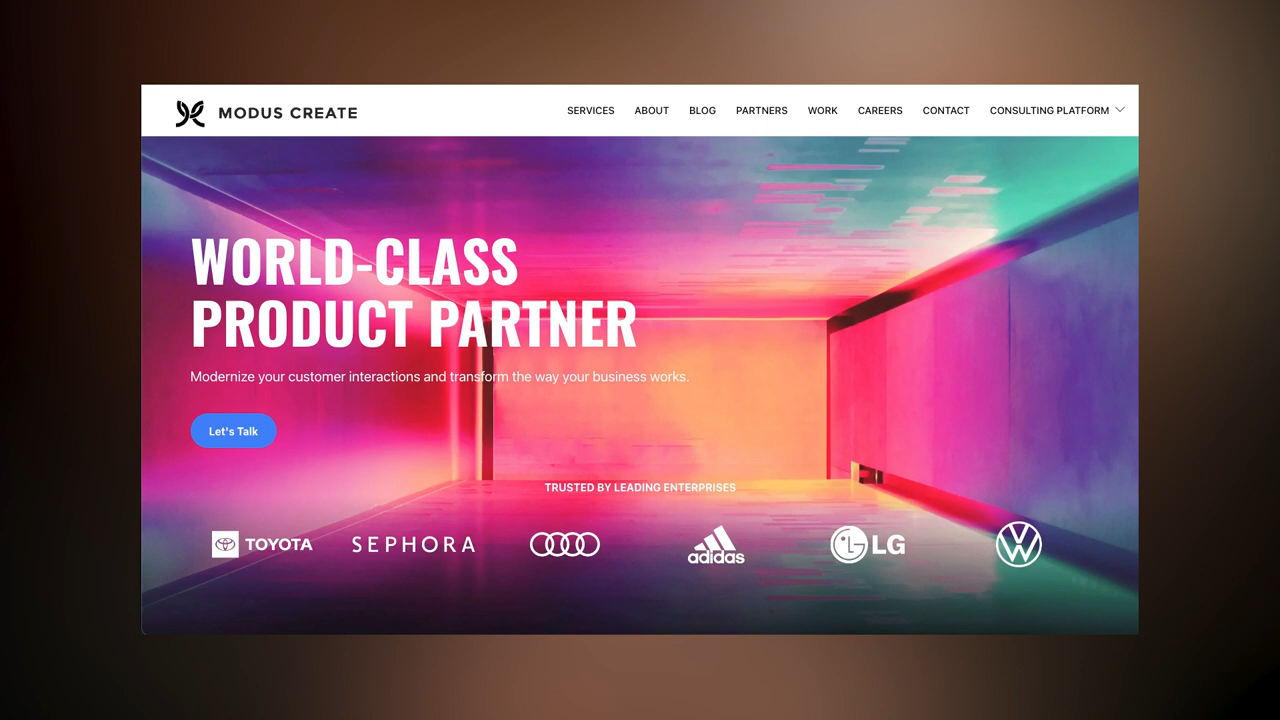 MODUS CREATE
SERVICES ABOUT BLOG PARTNERS WORK CAREERS CONTACT CONSULTING PLATFORM
WORLD-CLASS
PRODUCT PARTNER
Modernize your customer interactions and transform the way your business works.
Let's Talk
TRUSTED BY LEADING ENTERPRISES
TOYOTA SEPHORA adidas LG